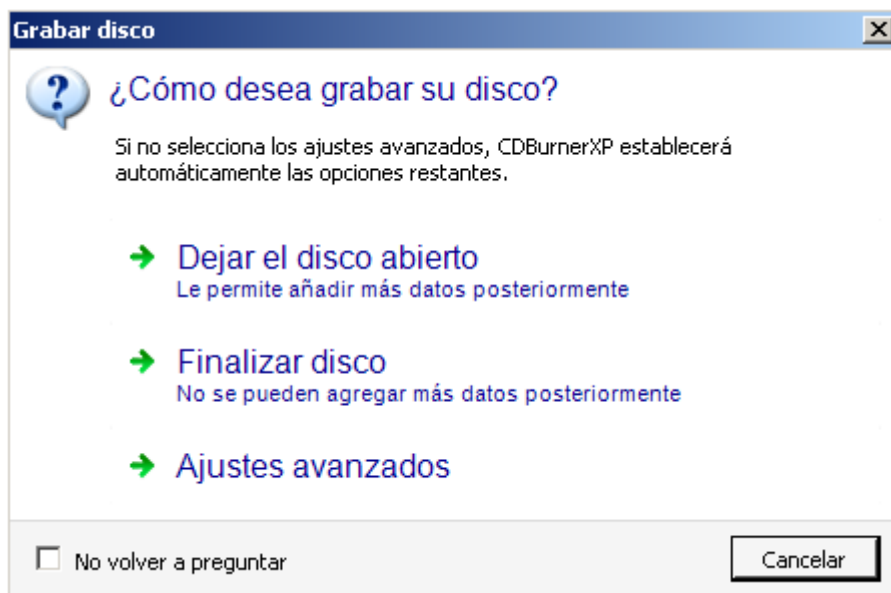 Grabar disco
¿Cómo desea grabar su disco?
Si no selecciona los ajustes avanzados, CDBurnerXP establecerá
automáticamente las opciones restantes.
Dejar el disco abierto
Le permite añadir más datos posteriormente
Finalizar disco
No se pueden agregar más datos posteriormente
Ajustes avanzados
No volver a preguntar
Cancelar